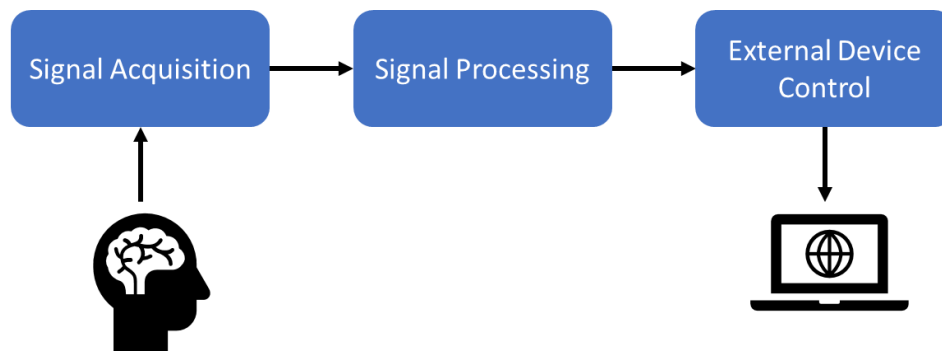 Signal Acquisition
Signal Processing
External Device
Control